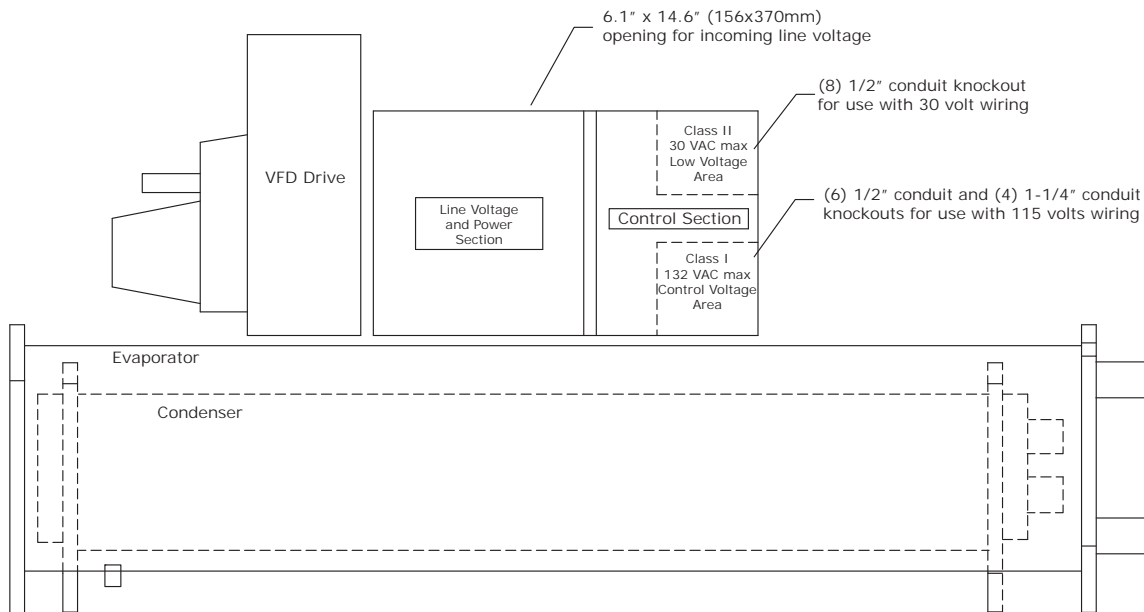 6.1" x 14.6" (156x370mm)
opening for incoming line voltage
(8) 1/2" conduit knockout
for use with 30 volt wiring
Class II
30 VAC max
Low Voltage
Area
VFD Drive
(6) 1/2" conduit and (4) 1-1/4" conduit
knockouts for use with 115 volts wiring
Line Voltage
and Power
Section
Control Section
Class I
132 VAC max
Control Voltage
Area
Evaporator
Condenser